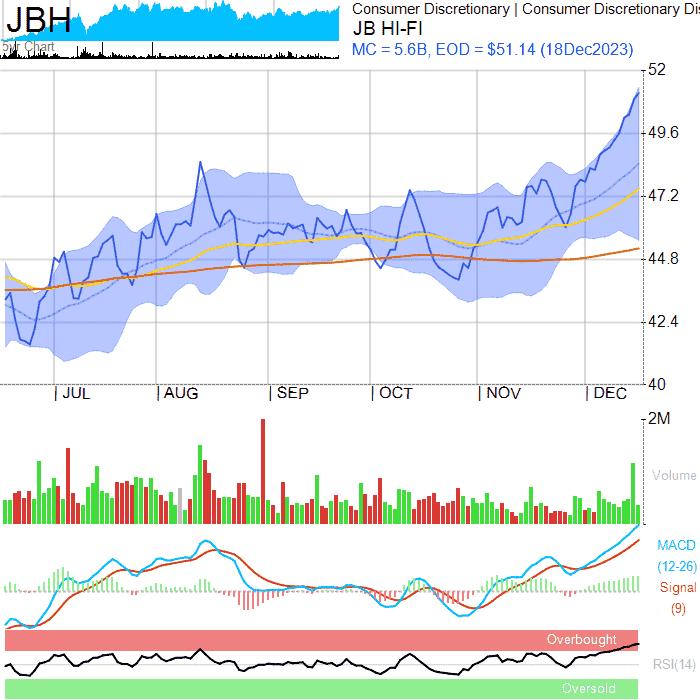 JBH
5yr Chart
Consumer Discretionary | Consumer Discretionary Dis
JB HI-FI
MC = 5.6B, EOD = $51.14 (18Dec2023)
52
49.6
47.2
44.8
42.4
40
JUL AUG SEP OCT NOV DEC
2M
Volume
MACD
(12-26)
Signal
(9)
Overbought
RSI(14)
Oversold